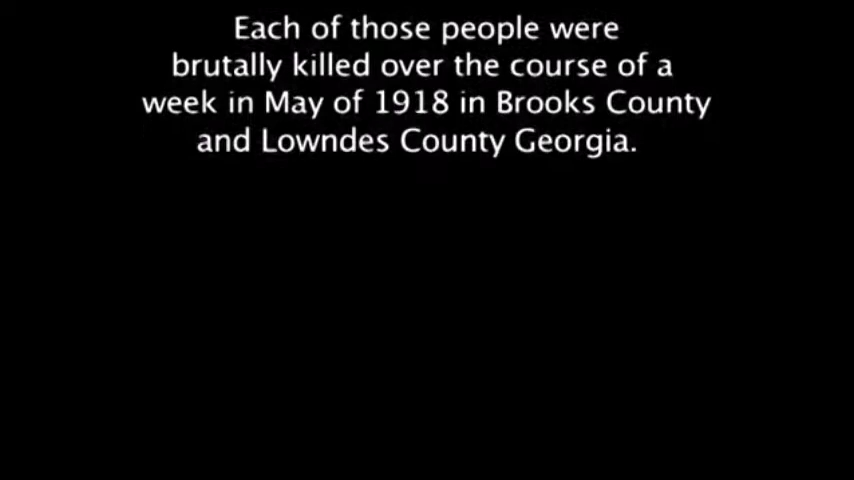 Each of those people were
brutally killed over the course of a
week in May of 1918 in Brooks County
and Lowndes County Georgia.